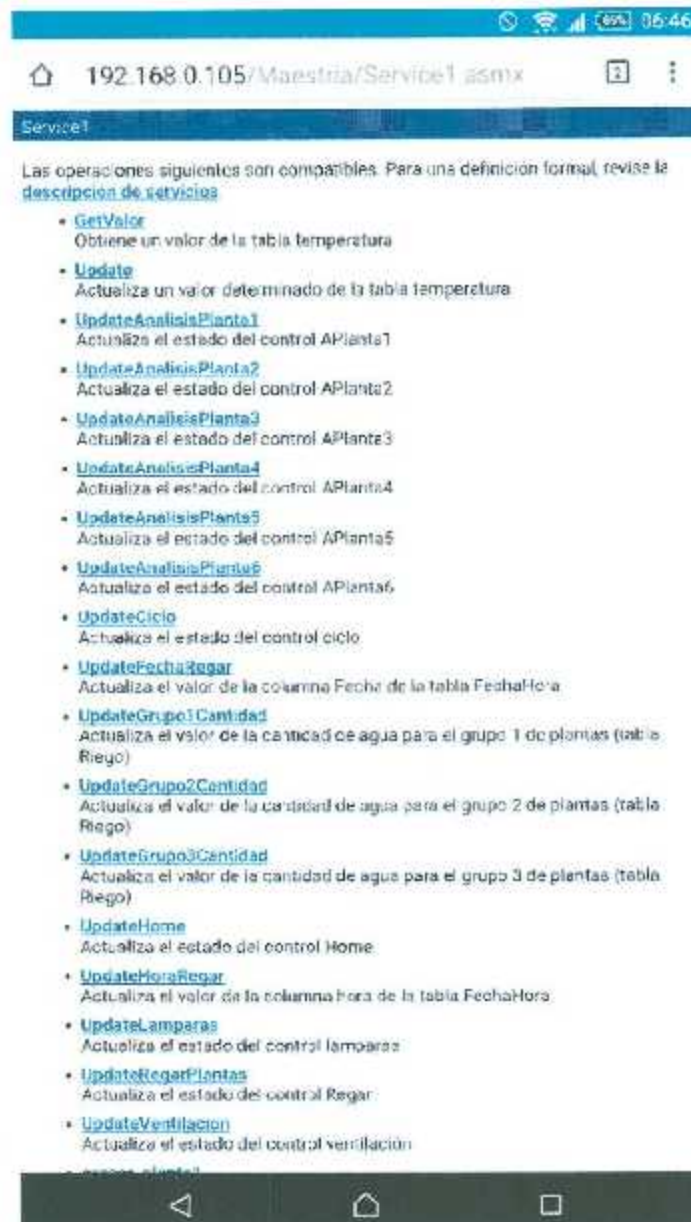 65% 06:46
192.168.0.105/Maestria/Service1.asmx
Service1
Las operaciones siguientes son compatibles. Para una definición formal, revise la
descripción de servicios
• GetValor
Obtiene un valor de la tabla temperatura
• Update
Actualiza un valor determinado de la tabla temperatura
• UpdateAnalisisPlanta1
Actualiza el estado del control APlanta1
• UpdateAnalisisPlanta2
Actualiza el estado del control APlanta2
• UpdateAnalisisPlanta3
Actualiza el estado del control APlanta3
• UpdateAnalisisPlanta4
Actualiza el estado del control APlanta4
• UpdateAnalisisPlanta5
Actualiza el estado del control APlanta5
• UpdateAnalisisPlanta6
Actualiza el estado del control APlanta6
• UpdateCiclo
Actualiza el estado del control ciclo
• UpdateFechaRegar
Actualiza el valor de la columna Fecha de la tabla FechaHora
• UpdateGrupo1Cantidad
Actualiza el valor de la cantidad de agua para el grupo 1 de plantas (tabla
Riego)
• UpdateGrupo2Cantidad
Actualiza el valor de la cantidad de agua para el grupo 2 de plantas (tabla
Riego)
• UpdateGrupo3Cantidad
Actualiza el valor de la cantidad de agua para el grupo 3 de plantas (tabla
Riego)
• UpdateHome
Actualiza el estado del control Home
• UpdateHoraRegar
Actualiza el valor de la columna hora de la tabla FechaHora
• UpdateLamparas
Actualiza el estado del control lamparas
• UpdateRegarPlantas
Actualiza el estado del control Regar
• UpdateVentilacion
Actualiza el estado del control ventilación